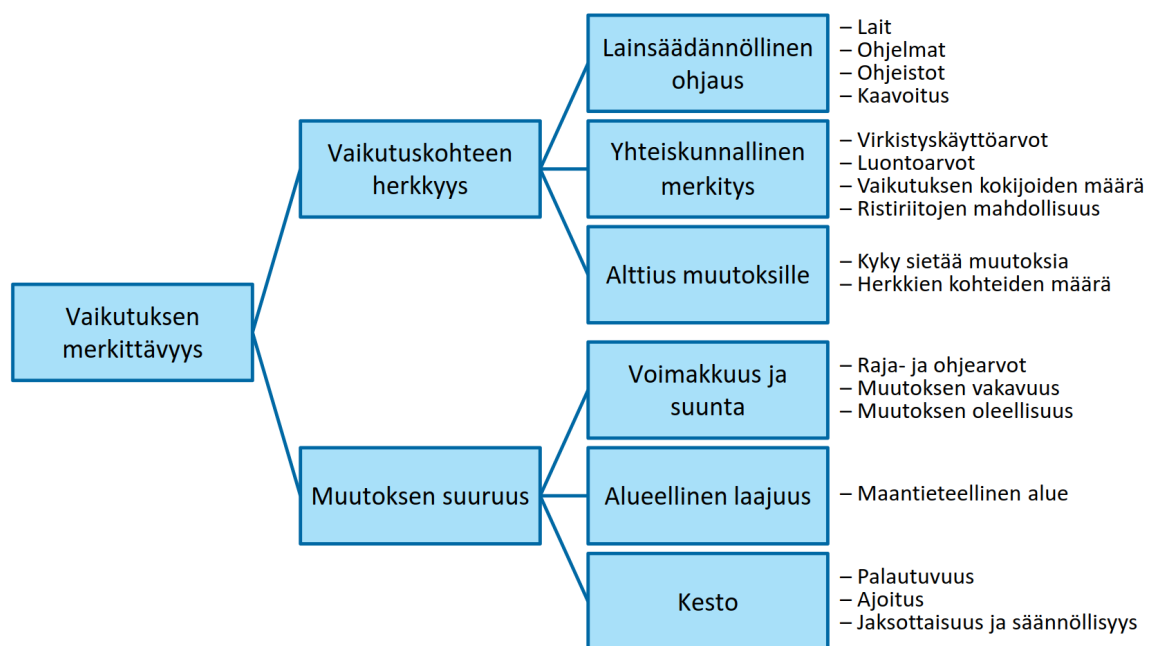 Vaikutuksen
merkittävyys
Vaikutuskohteen
herkkyys
Lainsäädännöllinen
ohjaus
– Lait
– Ohjelmat
– Ohjeistot
– Kaavoitus
Yhteiskunnallinen
merkitys
– Virkistyskäyttöarvot
– Luontoarvot
– Vaikutuksen kokijoiden määrä
– Ristiriitojen mahdollisuus
Alttius muutoksille
– Kyky sietää muutoksia
– Herkkien kohteiden määrä
Muutoksen suuruus
Voimakkuus ja
suunta
– Raja- ja ohjearvot
– Muutoksen vakavuus
– Muutoksen oleellisuus
Alueellinen laajuus
– Maantieteellinen alue
Kesto
– Palautuvuus
– Ajoitus
– Jaksottaisuus ja säännöllisyys